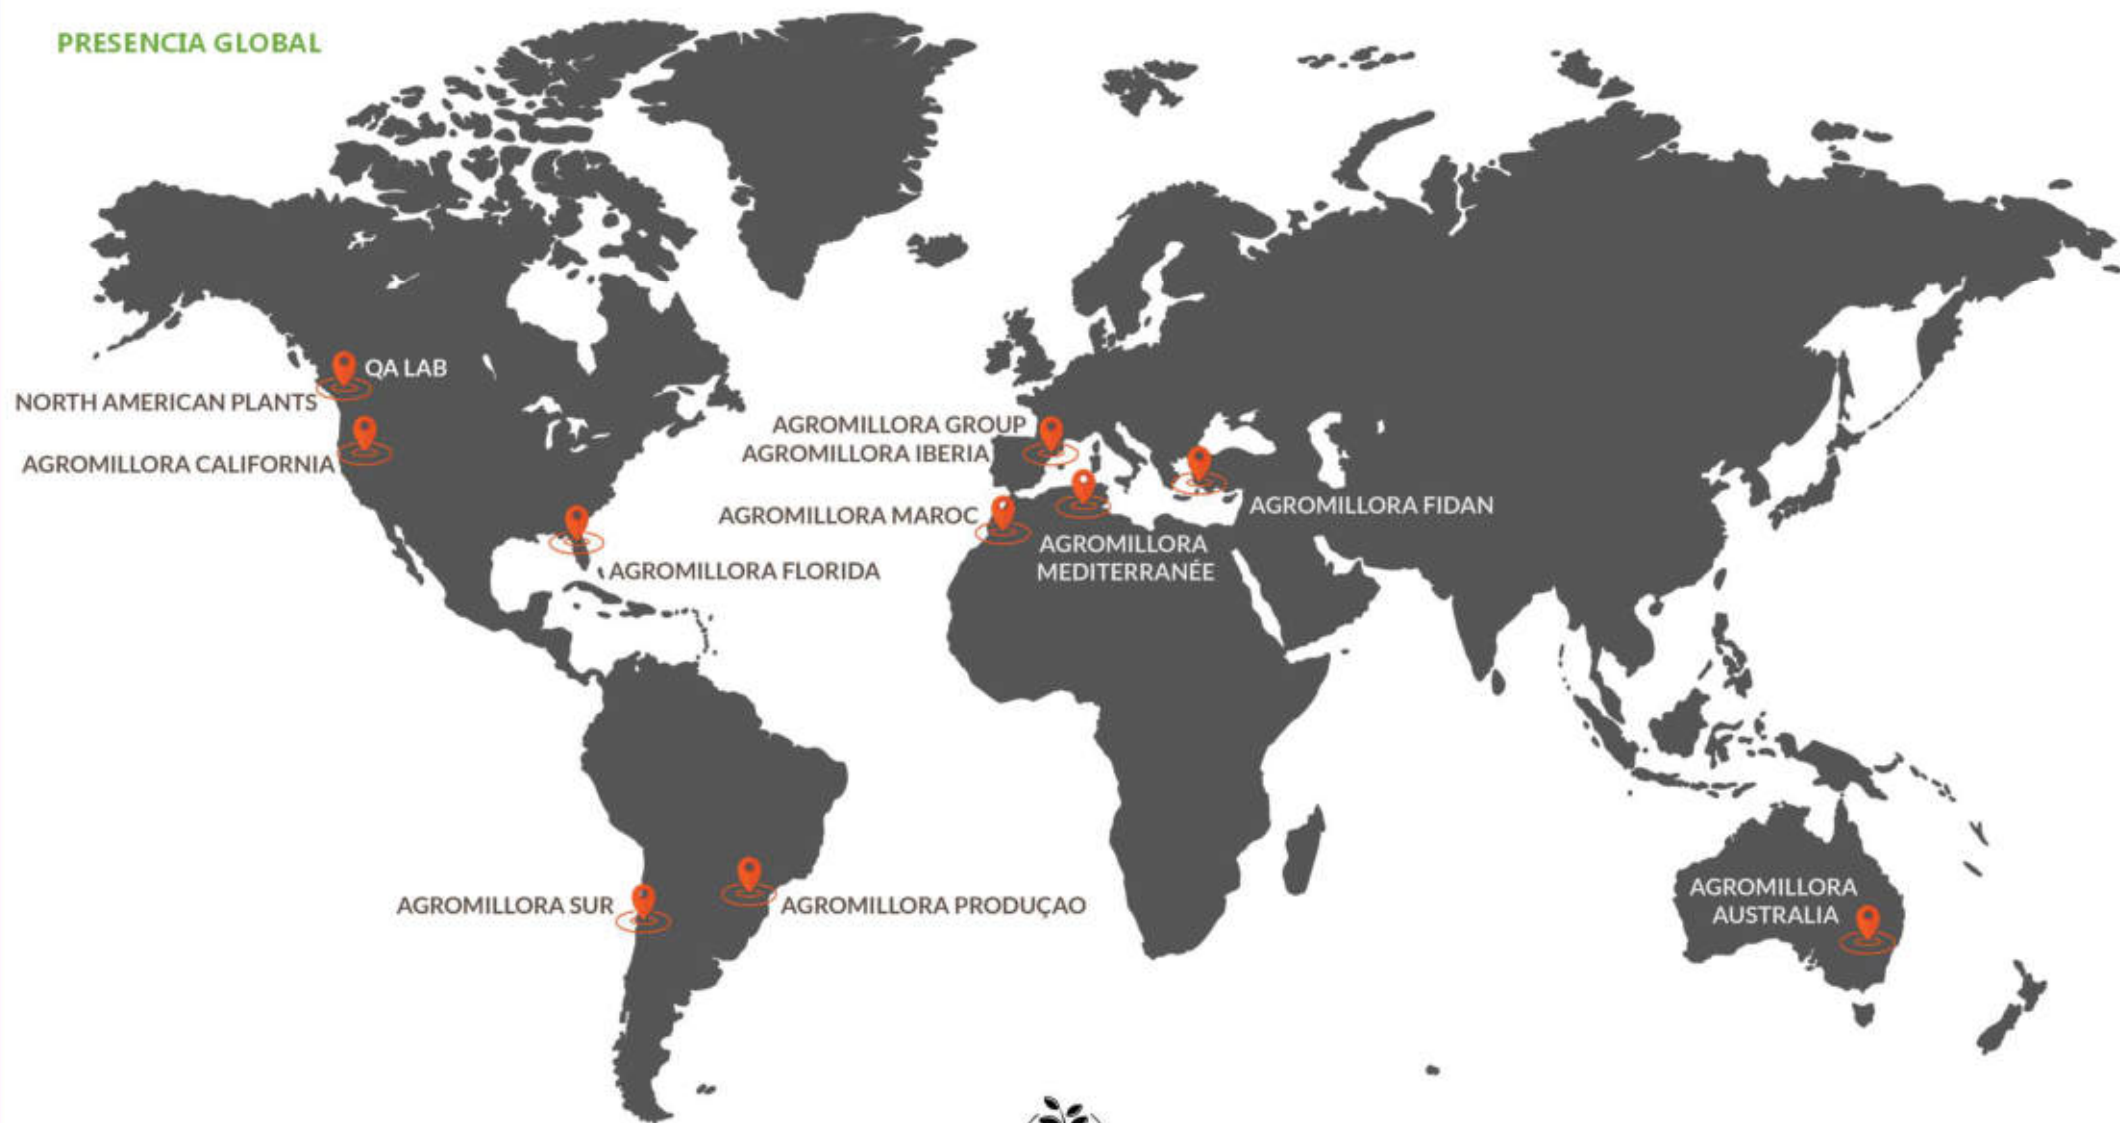 PRESENCIA GLOBAL
QA LAB
NORTH AMERICAN PLANTS
AGROMILLORA CALIFORNIA
AGROMILLORA FLORIDA
AGROMILLORA GROUP
AGROMILLORA IBERIA
AGROMILLORA MAROC
AGROMILLORA
MEDITERRANÉE
AGROMILLORA FIDAN
AGROMILLORA SUR
AGROMILLORA PRODUÇAO
AGROMILLORA
AUSTRALIA